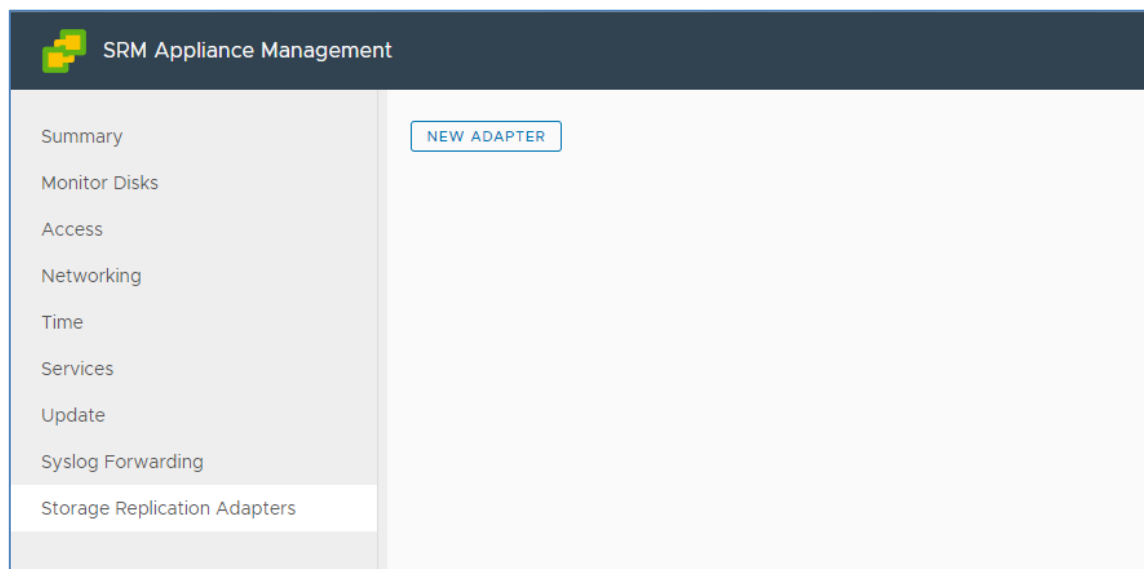 SRM Appliance Management
Summary
Monitor Disks
Access
Networking
Time
Services
Update
Syslog Forwarding
Storage Replication Adapters
NEW ADAPTER